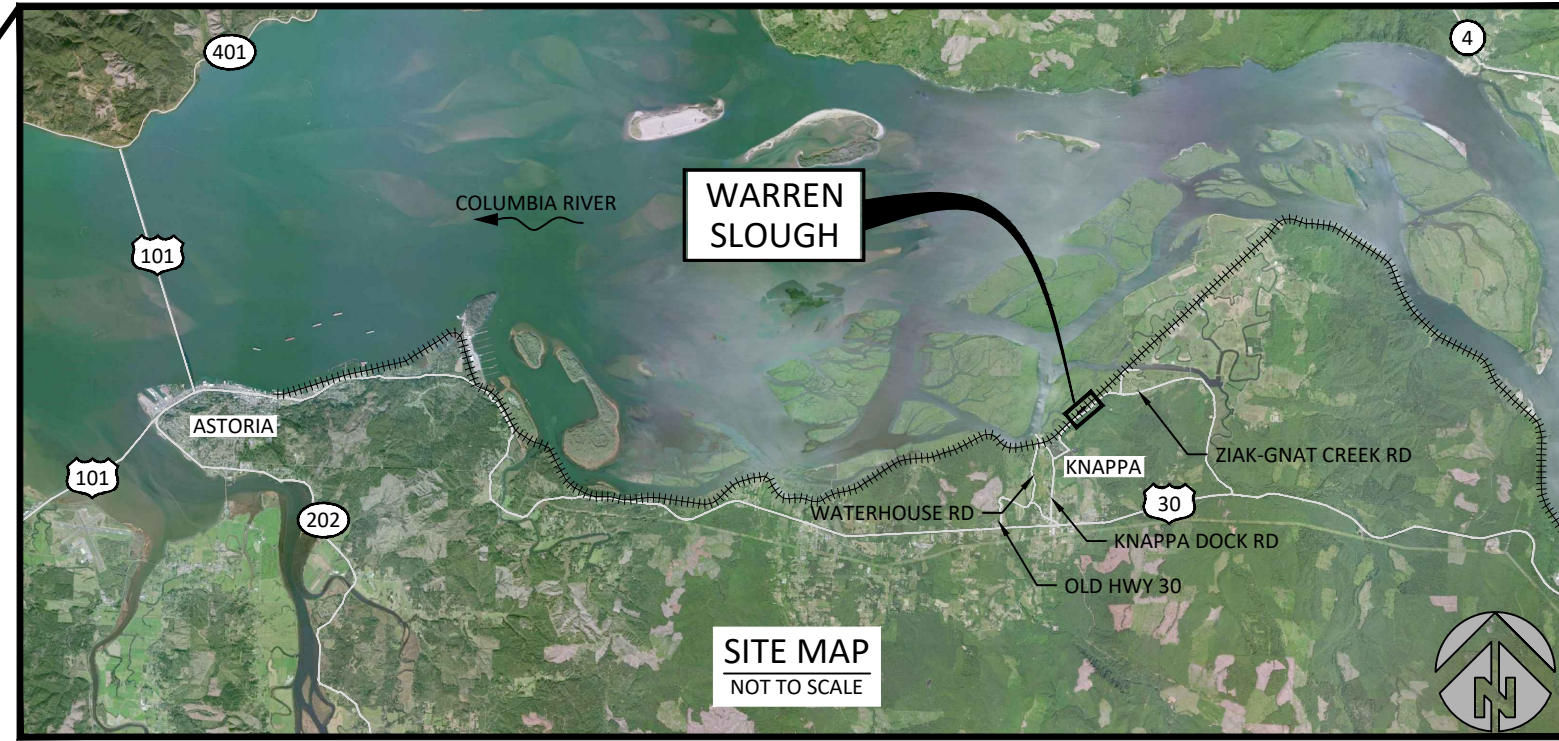 401
4
WARREN
SLOUGH
COLUMBIA RIVER
101
ASTORIA
ZIAK-GNAT CREEK RD
KNAPPA
101
30
WATERHOUSE RD
202
KNAPPA DOCK RD
OLD HWY 30
SITE MAP
NOT TO SCALE
N